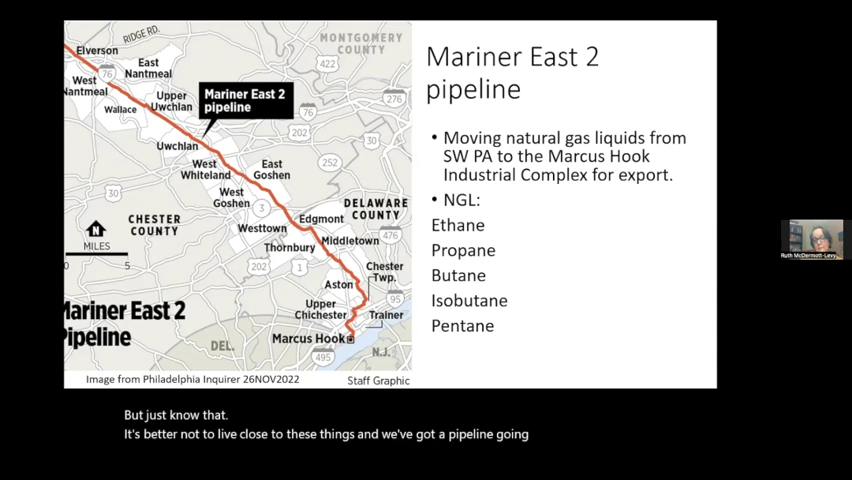 RIDGE RD.
MONTGOMERY
COUNTY
Elverson
422
East
Nantmeal
76
West
Nantmeal
Mariner East 2
pipeline
276
Upper
Uwchlan
Wallace
76
202
30
Uwchlan
252
West
Whiteland
East
Goshen
30
West
Goshen
3
DELAWARE
COUNTY
CHESTER
COUNTY
Edgmont
N
MILES
0 5
Westtown
476
Middletown
Thornbury
202
1
Chester
Twp.
Aston
95
Upper
Chichester
Trainer
Mariner East 2
Pipeline
Marcus Hook
DEL.
495
N.J.
Image from Philadelphia Inquirer 26NOV2022
Staff Graphic
Mariner East 2
pipeline
• Moving natural gas liquids from
SW PA to the Marcus Hook
Industrial Complex for export.
• NGL:
Ethane
Propane
Butane
Isobutane
Pentane
Ruth McDermott-Levy
But just know that.
It's better not to live close to these things and we've got a pipeline going